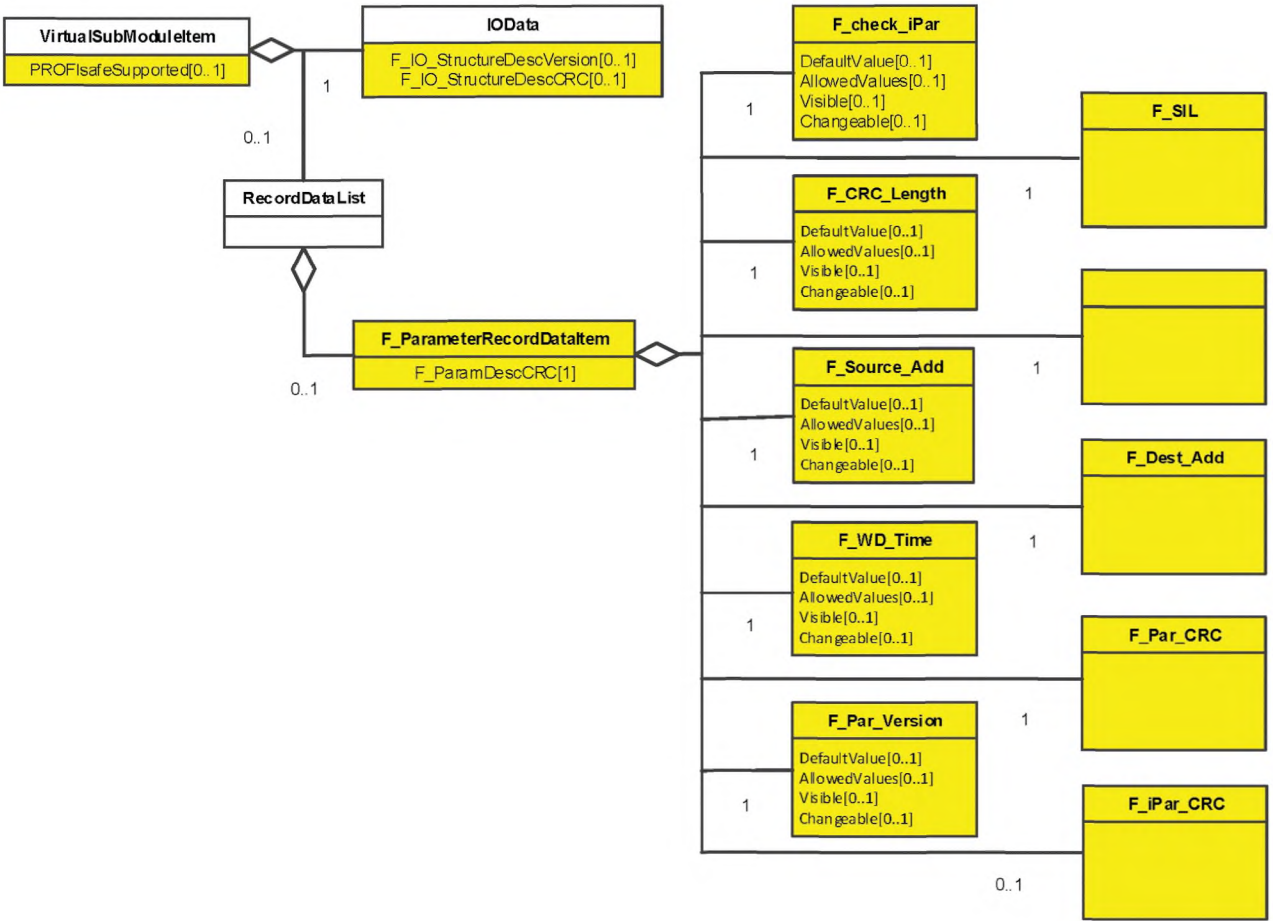 VirtualSubModuleItem
PROFIsafeSupported[0..1]
IOData
F_IO_StructureDescVersion[0..1]
F_IO_StructureDescCRC[0..1]
1
0..1
RecordDataList
0..1
F_ParameterRecordDataItem
F_ParamDescCRC[1]
F_check_iPar
DefaultValue[0..1]
AllowedValues[0..1]
Visible[0..1]
Changeable[0..1]
1
F_SIL
1
F_CRC_Length
DefaultValue[0..1]
AllowedValues[0..1]
Visible[0..1]
Changeable[0..1]
1
1
F_Source_Add
DefaultValue[0..1]
AllowedValues[0..1]
Visible[0..1]
Changeable[0..1]
1
F_Dest_Add
1
F_WD_Time
DefaultValue[0..1]
AllowedValues[0..1]
Visible[0..1]
Changeable[0..1]
1
F_Par_CRC
1
F_Par_Version
DefaultValue[0..1]
AllowedValues[0..1]
Visible[0..1]
Changeable[0..1]
1
F_iPar_CRC
0..1